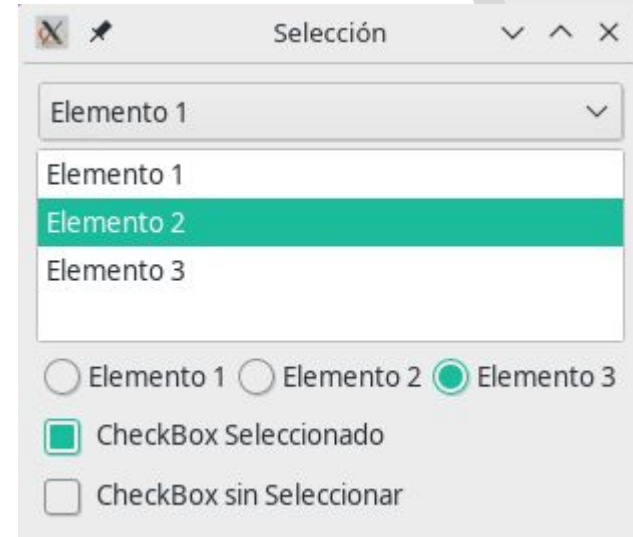 Selección
Elemento 1
Elemento 1
Elemento 2
Elemento 3
Elemento 1 Elemento 2 Elemento 3
CheckBox Seleccionado
CheckBox sin Seleccionar